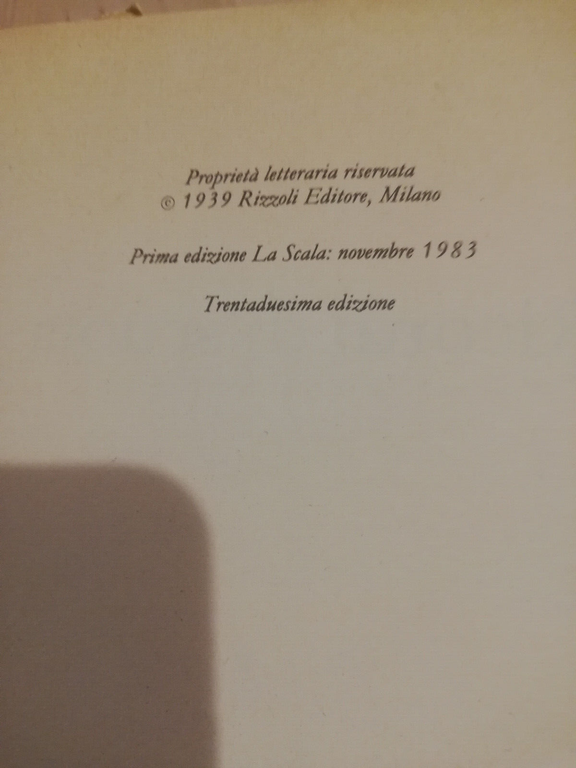 Proprietà letteraria riservata
© 1939 Rizzoli Editore, Milano
Prima edizione La Scala: novembre 1983
Trentaduesima edizione